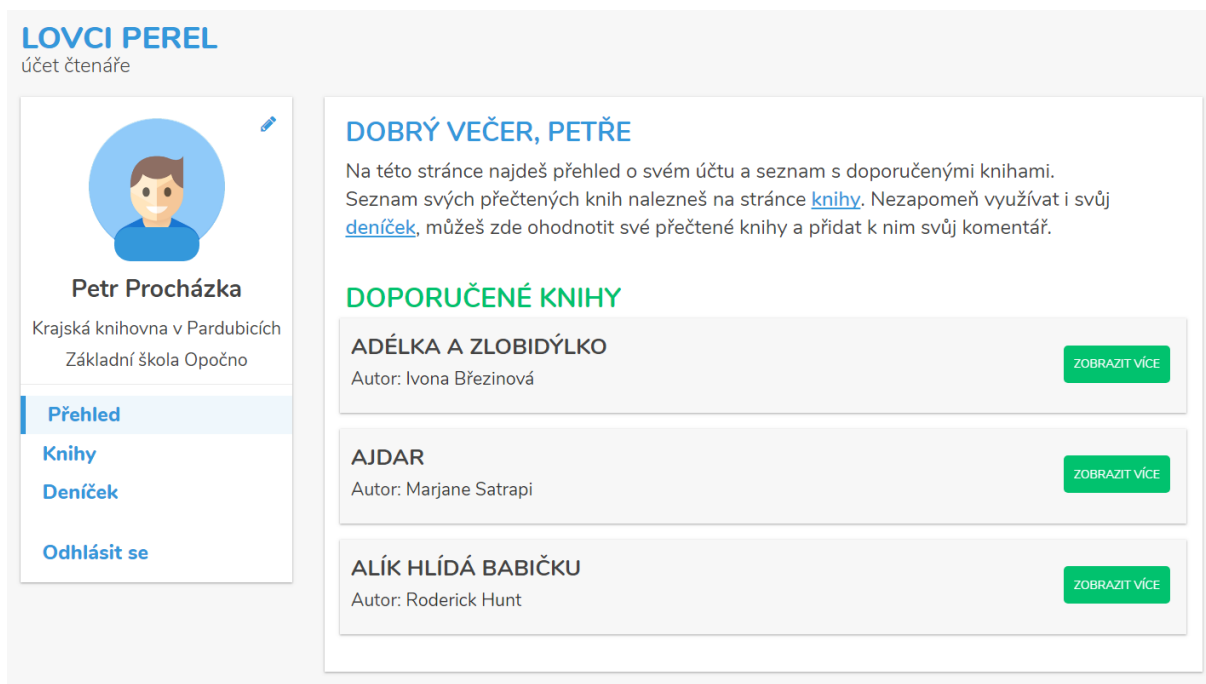 LOVCI PEREL
účet čtenáře
Petr Procházka
Krajská knihovna v Pardubicích
Základní škola Opočno
Přehled
Knihy
Deníček
Odhlásit se
DOBRÝ VEČER, PETŘE
Na této stránce najdeš přehled o svém účtu a seznam s doporučenými knihami.
Seznam svých přečtených knih nalezneš na stránce knihy. Nezapomeň využívat i svůj
deníček, můžeš zde ohodnotit své přečtené knihy a přidat k nim svůj komentář.
DOPORUČENÉ KNIHY
ADÉLKA A ZLOBIDÝLKO
Autor: Ivona Březinová
ZOBRAZIT VÍCE
AJDAR
Autor: Marjane Satrapi
ZOBRAZIT VÍCE
ALÍK HLÍDÁ BABIČKU
Autor: Roderick Hunt
ZOBRAZIT VÍCE